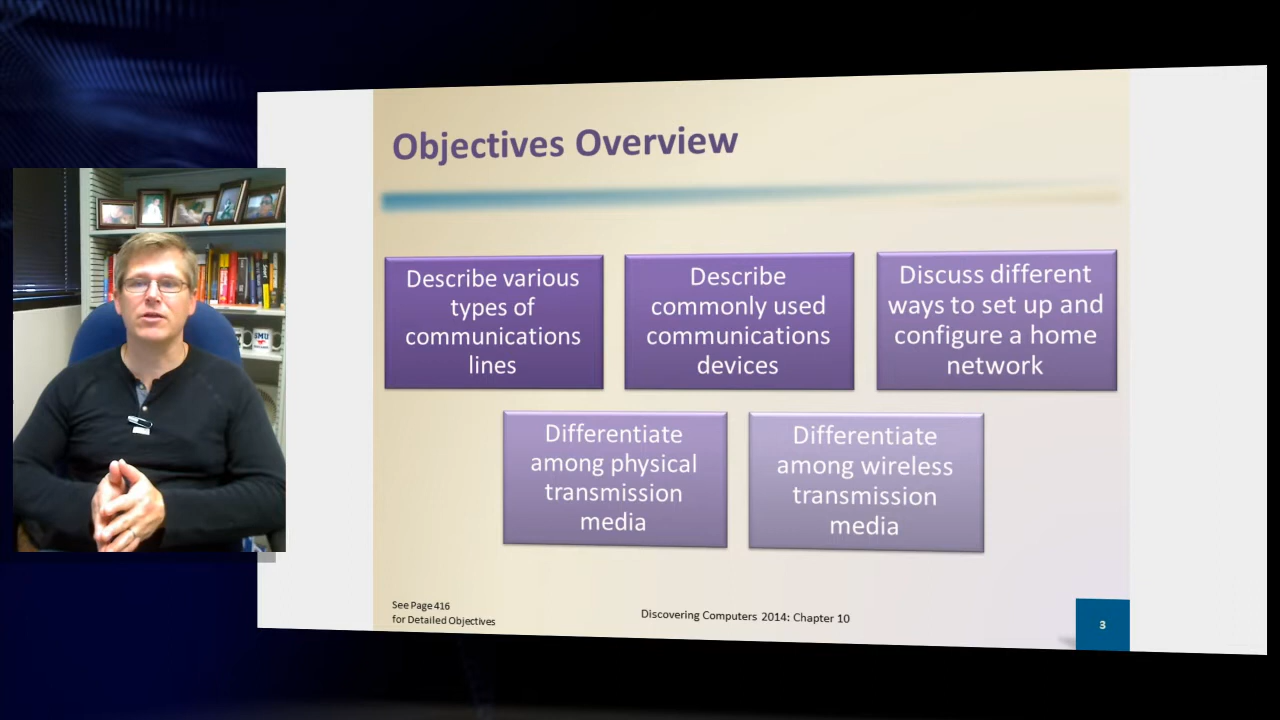 Objectives Overview
Describe various
types of
communications
lines
Describe
commonly used
communications
devices
Discuss different
ways to set up and
configure a home
network
Differentiate
among physical
transmission
media
Differentiate
among wireless
transmission
media
See Page 416
for Detailed Objectives
Discovering Computers 2014: Chapter 10
3
SMU